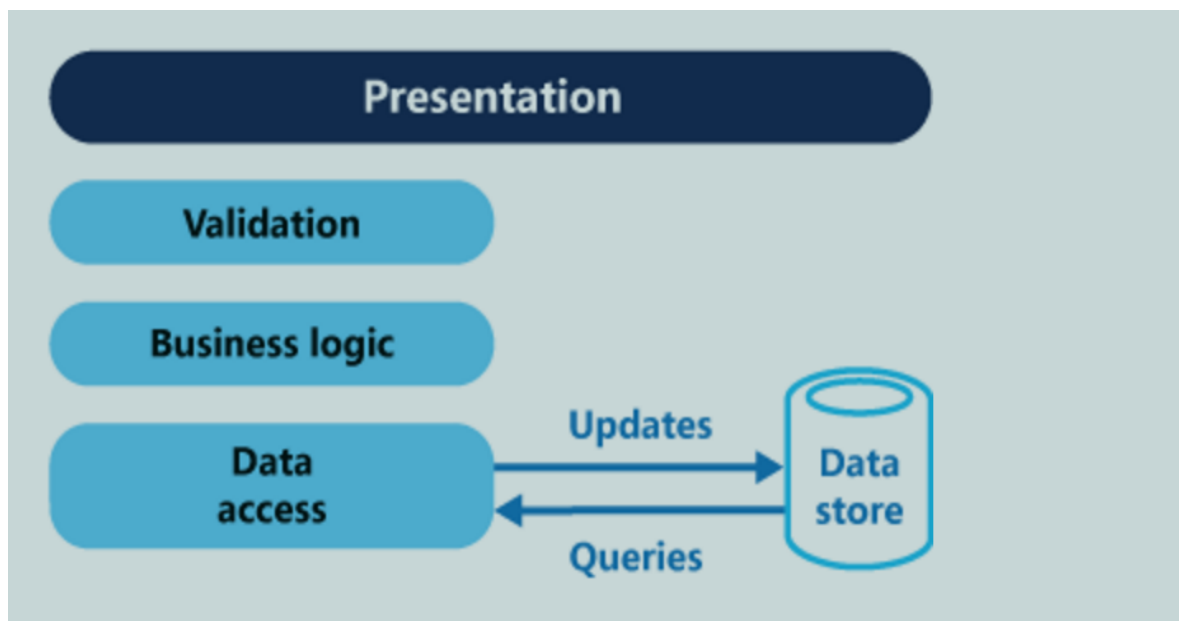 Presentation
Validation
Business logic
Data
access
Updates
Queries
Data
store